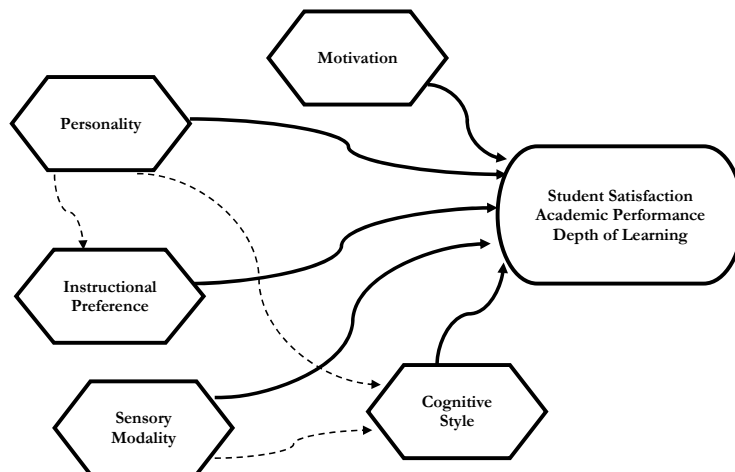 Motivation
Personality
Student Satisfaction
Academic Performance
Depth of Learning
Instructional
Preference
Cognitive
Style
Sensory
Modality